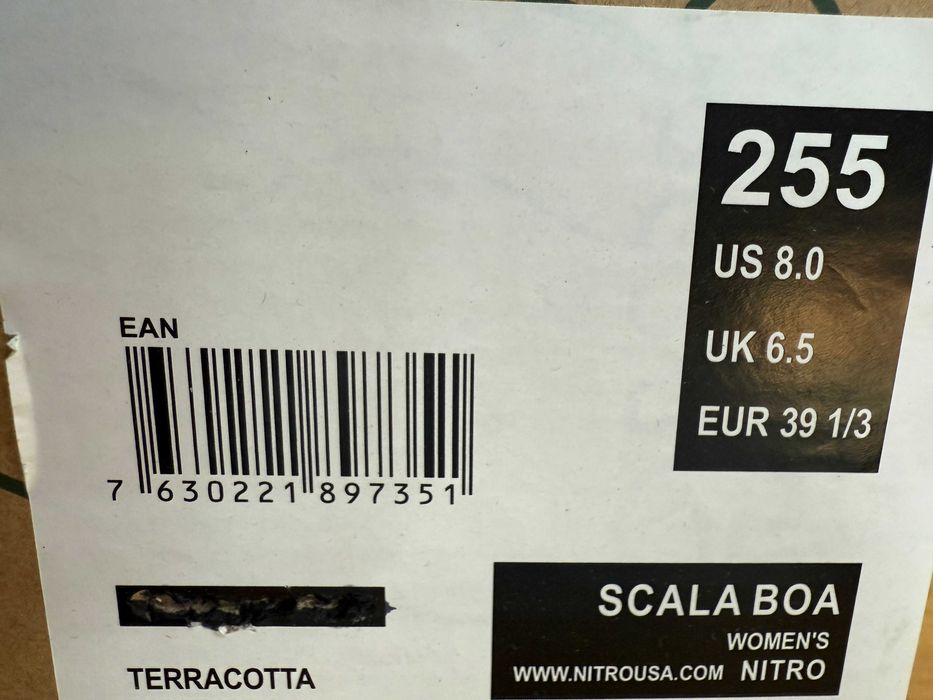 255
US 8.0
UK 6.5
EUR 39 1/3
EAN
7 630221 897351
SCALA BOA
WOMEN'S
WWW.NITROUSA.COM NITRO
TERRACOTTA